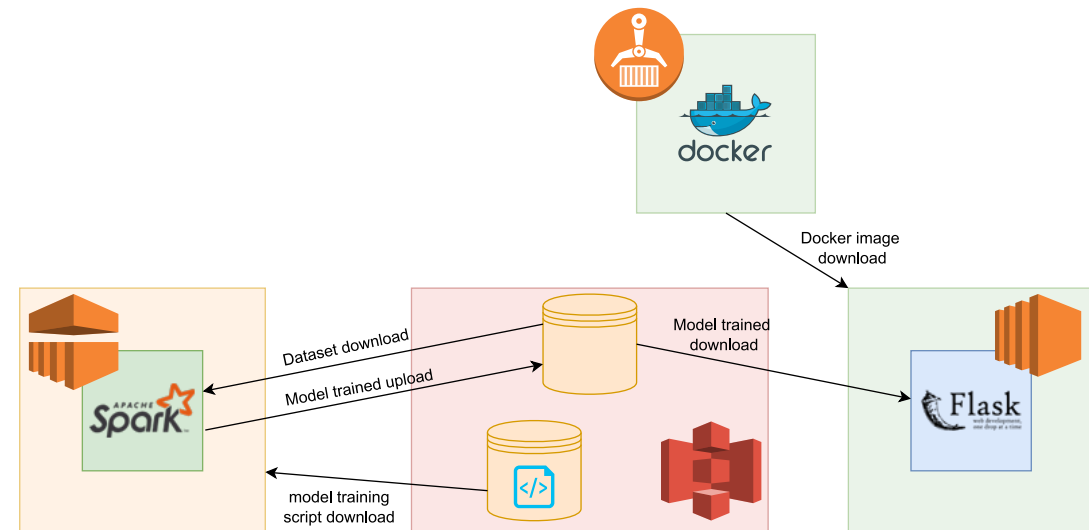 docker
Docker image
download
Dataset download
Model trained upload
Model trained
download
APACHE
Spark
TM
Flask
web development,
one drop at a time
</>
model training
script download